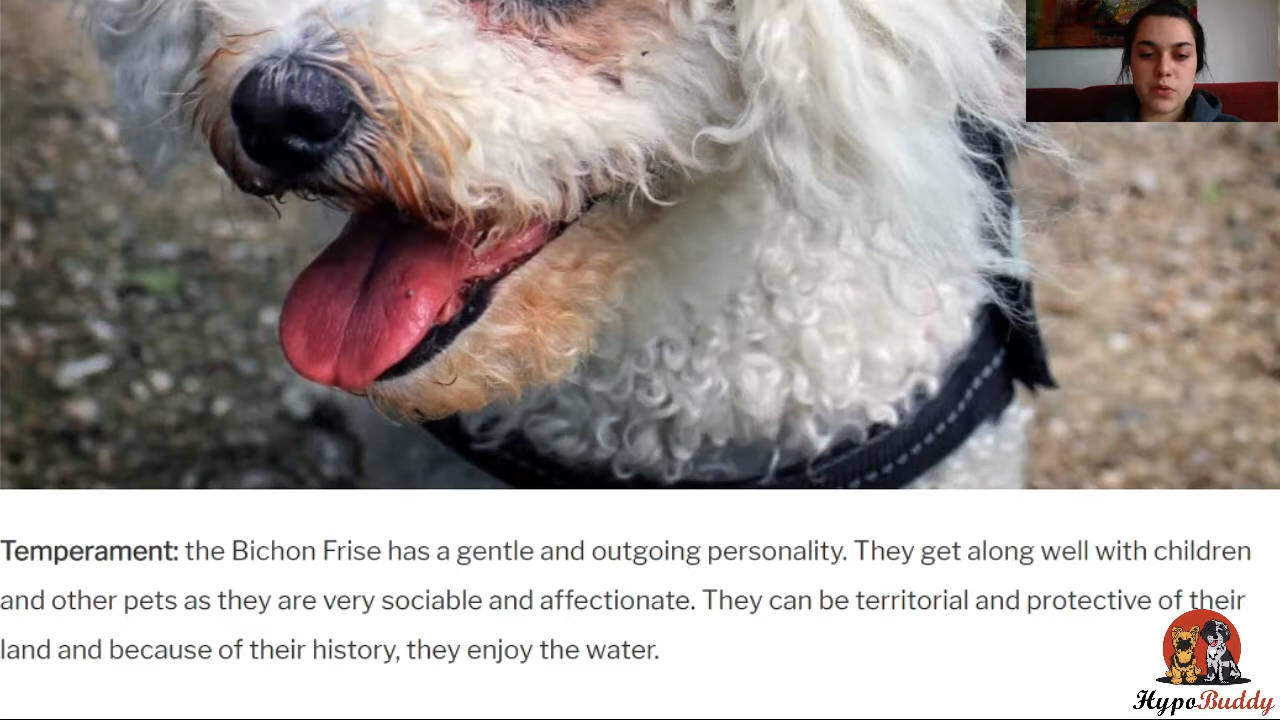 Temperament: the Bichon Frise has a gentle and outgoing personality. They get along well with children
and other pets as they are very sociable and affectionate. They can be territorial and protective of their
land and because of their history, they enjoy the water.
HypoBuddy